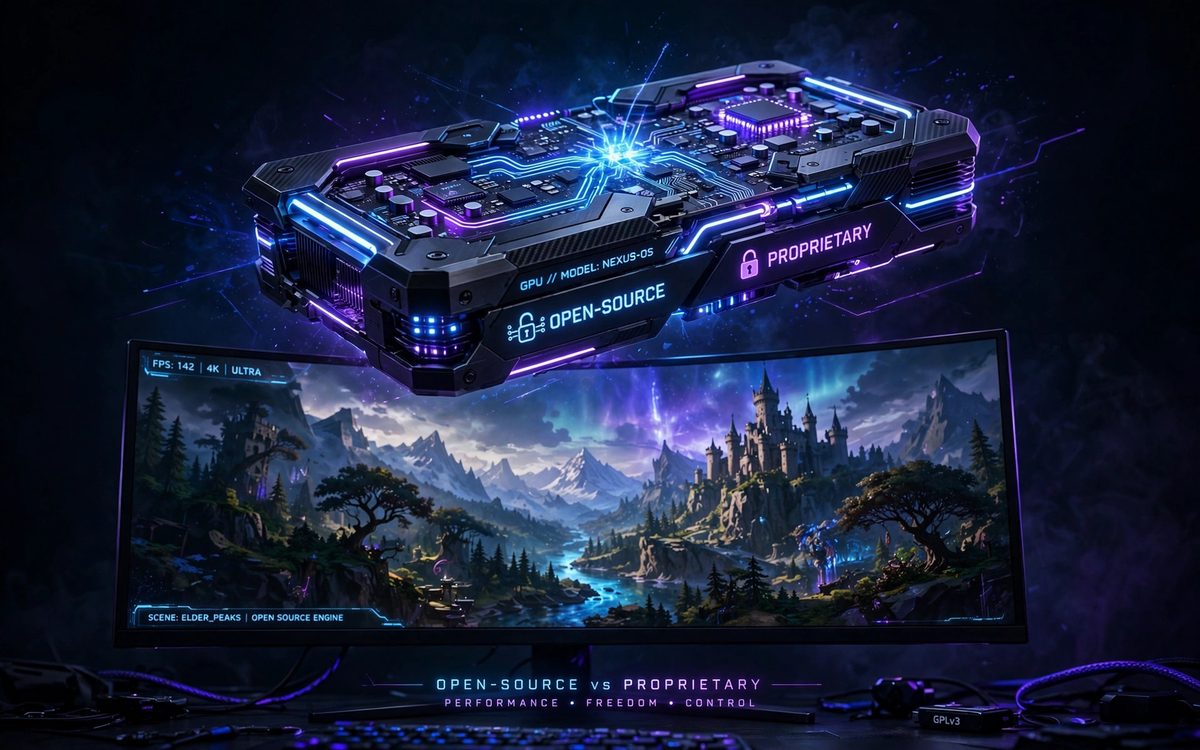 GPU // MODEL: NEXUS-OS
OPEN-SOURCE
PROPRIETARY
FPS: 142 | 4K | ULTRA
SCENE: ELDER_PEAKS | OPEN SOURCE ENGINE
OPEN-SOURCE vs PROPRIETARY
PERFORMANCE • FREEDOM • CONTROL
GPLv3